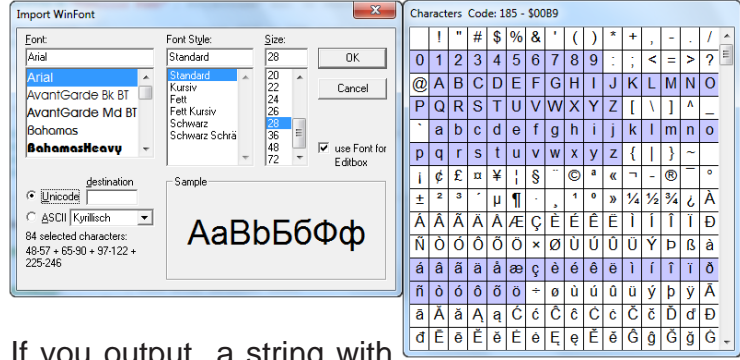 Import WinFont
Font:
Font Style:
Size:
Arial
Standard
28
OK
Cancel
Arial
AvantGarde Bk BT
AvantGarde Md BT
Bahamas
BahamasHeavy
Standard
Kursiv
Fett
Fett Kursiv
Schwarz
Schwarz Schrä
20
22
24
26
28
36
48
72
use Font for
Editbox
destination
Unicode
ASCII Kyrillisch
84 selected characters:
48-57 + 65-90 + 97-122 +
225-246
Sample
AaBbБбФф
Characters Code: 185 - $00B9
! " # $ % & ' ( ) * + , - . /
0 1 2 3 4 5 6 7 8 9 : ; < = > ?
@ A B C D E F G H I J K L M N O
P Q R S T U V W X Y Z [ \ ] ^ _
` a b c d e f g h i j k l m n o
p q r s t u v w x y z { | } ~
¡ ¢ £ ¤ ¥ ¦ § ¨ © ª « ¬ - ® ¯ °
± ² ³ ´ µ ¶ · ¸ ¹ º » ¼ ½ ¾ ¿ À
Á Â Ã Ä Å Æ Ç È É Ê Ë Ì Í Î Ï Ð
Ñ Ò Ó Ô Õ Ö × Ø Ù Ú Û Ü Ý Þ ß à
á â ã ä å æ ç è é ê ë ì í î ï ð
ñ ò ó ô õ ö ÷ ø ù ú û ü ý þ ÿ Ā
ā Ă ă Ą ą Ć ć Ĉ ĉ Ċ ċ Č č Ď ď Đ
đ Ē ē Ĕ ĕ Ė ė Ę ę Ě ě Ĝ ĝ Ğ ğ Ġ
If you output a string with